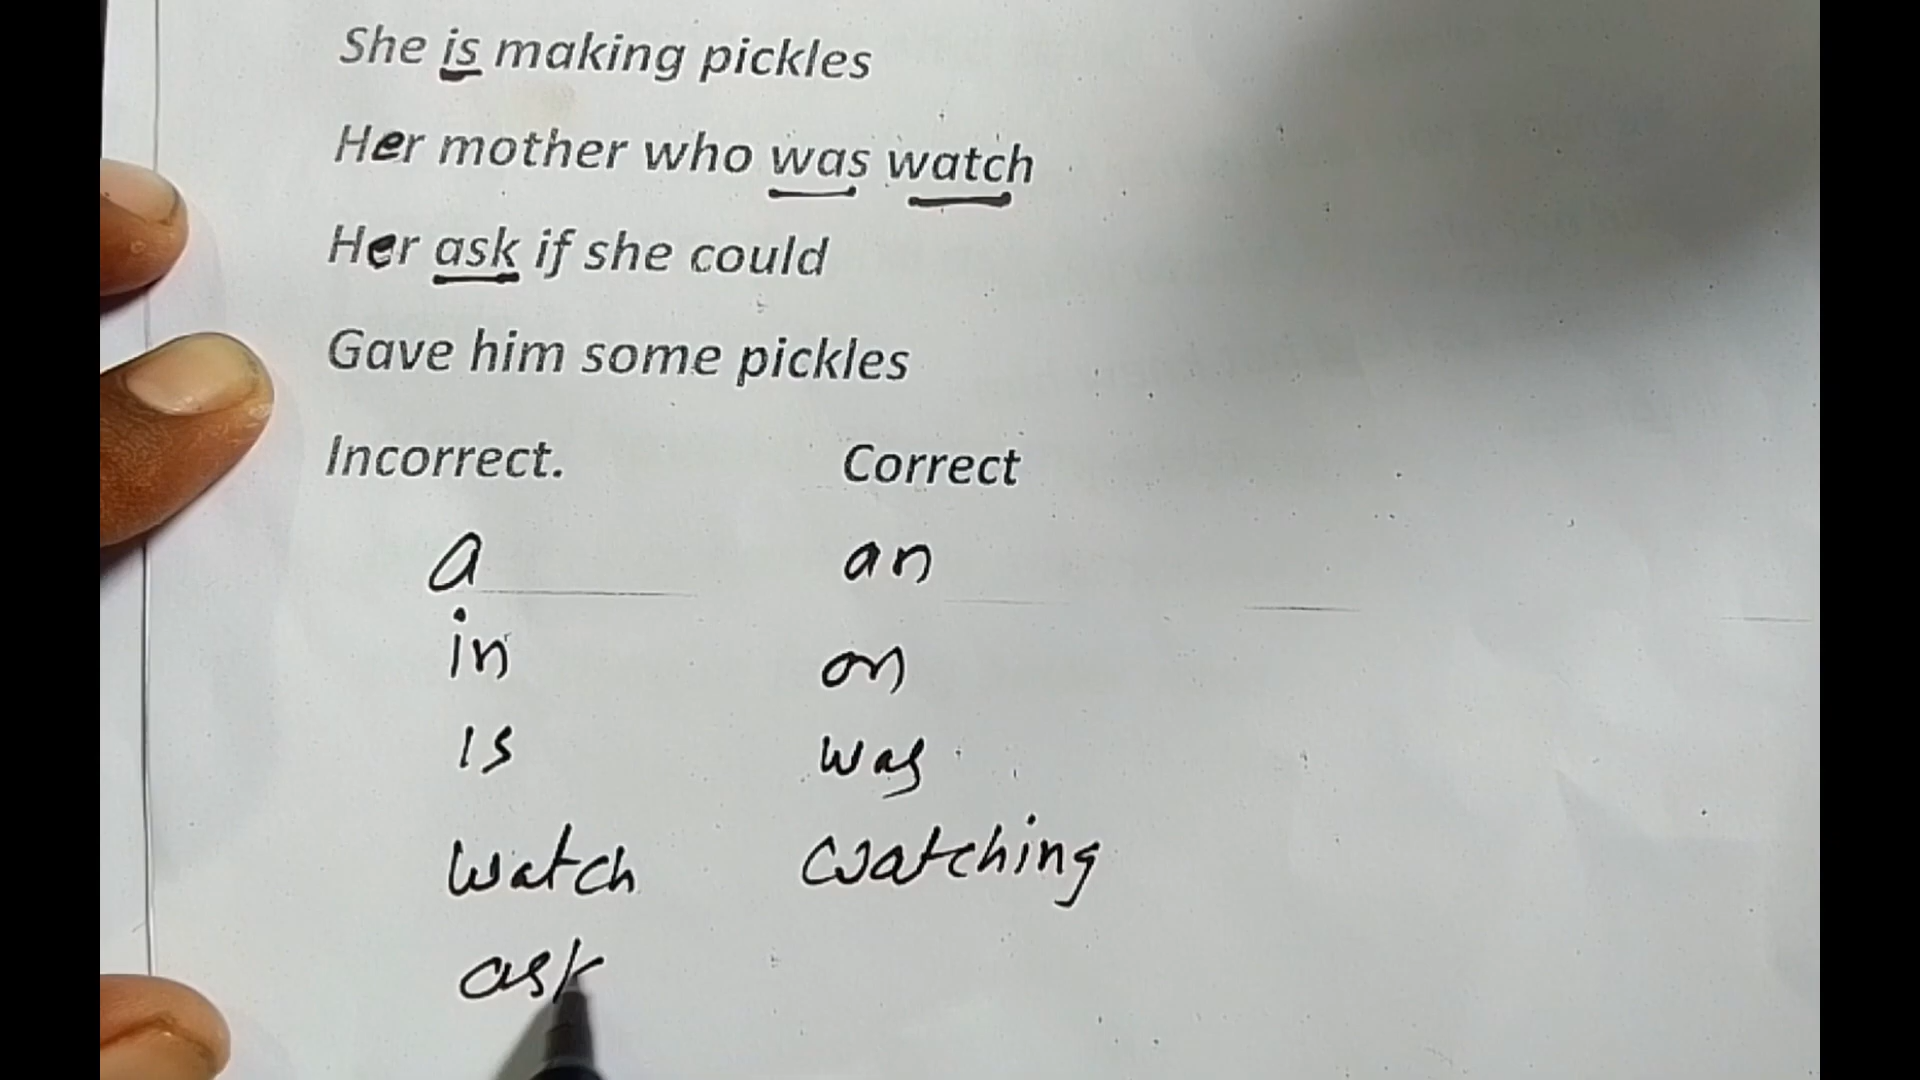 She is making pickles
Her mother who was watch
Her ask if she could
Gave him some pickles
Incorrect. Correct
a an
in on
is was
watch watching
ask